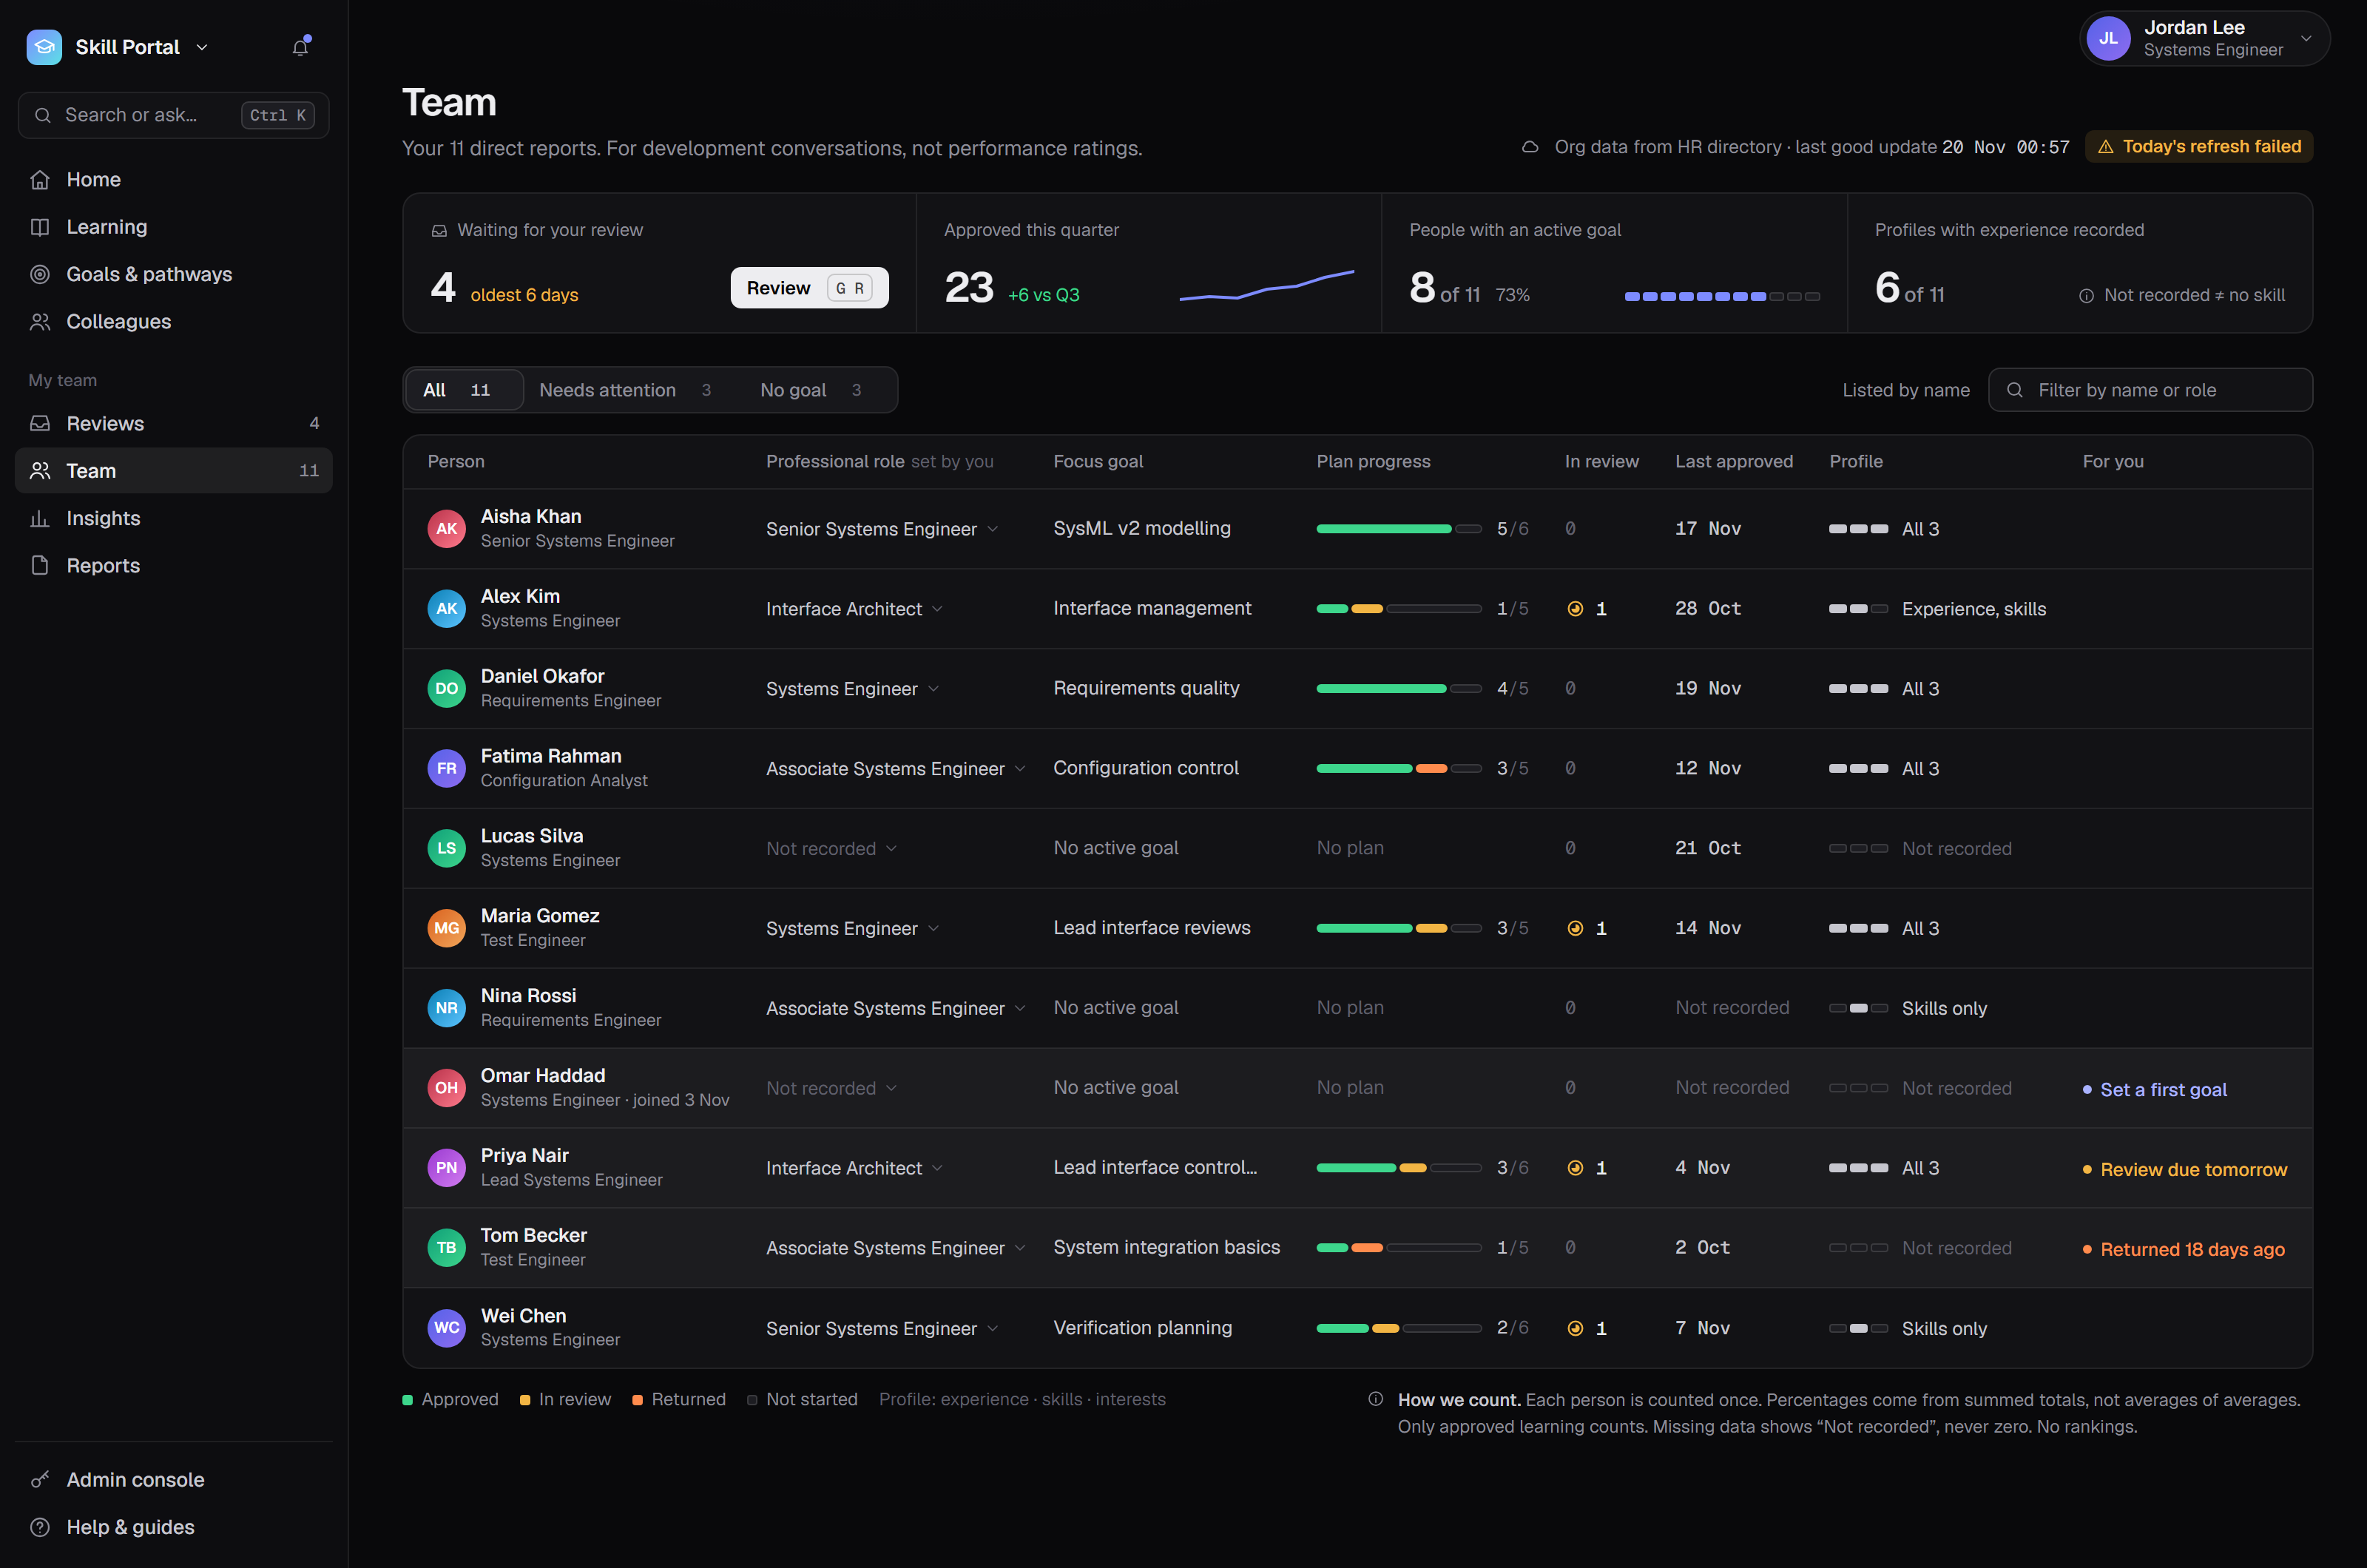 Skill Portal
Search or ask... Ctrl K
Home
Learning
Goals & pathways
Colleagues
My team
Reviews 4
Team 11
Insights
Reports
Admin console
Help & guides
JL Jordan Lee
Systems Engineer
Team
Your 11 direct reports. For development conversations, not performance ratings.
Org data from HR directory · last good update 20 Nov 00:57 Today's refresh failed
Waiting for your review
4 oldest 6 days Review G R
Approved this quarter
23 +6 vs Q3
People with an active goal
8 of 11 73%
Profiles with experience recorded
6 of 11 Not recorded ≠ no skill
All 11 Needs attention 3 No goal 3
Listed by name Filter by name or role
Person Professional role set by you Focus goal Plan progress In review Last approved Profile For you
AK Aisha Khan
Senior Systems Engineer
Senior Systems Engineer SysML v2 modelling 5/6 0 17 Nov All 3
AK Alex Kim
Systems Engineer
Interface Architect Interface management 1/5 1 28 Oct Experience, skills
DO Daniel Okafor
Requirements Engineer
Systems Engineer Requirements quality 4/5 0 19 Nov All 3
FR Fatima Rahman
Configuration Analyst
Associate Systems Engineer Configuration control 3/5 0 12 Nov All 3
LS Lucas Silva
Systems Engineer
Not recorded No active goal No plan 0 21 Oct Not recorded
MG Maria Gomez
Test Engineer
Systems Engineer Lead interface reviews 3/5 1 14 Nov All 3
NR Nina Rossi
Requirements Engineer
Associate Systems Engineer No active goal No plan 0 Not recorded Skills only
OH Omar Haddad
Systems Engineer · joined 3 Nov
Not recorded No active goal No plan 0 Not recorded Not recorded Set a first goal
PN Priya Nair
Lead Systems Engineer
Interface Architect Lead interface control... 3/6 1 4 Nov All 3 Review due tomorrow
TB Tom Becker
Test Engineer
Associate Systems Engineer System integration basics 1/5 0 2 Oct Not recorded Returned 18 days ago
WC Wei Chen
Systems Engineer
Senior Systems Engineer Verification planning 2/6 1 7 Nov Skills only
Approved In review Returned Not started Profile: experience · skills · interests
How we count. Each person is counted once. Percentages come from summed totals, not averages of averages.
Only approved learning counts. Missing data shows “Not recorded”, never zero. No rankings.